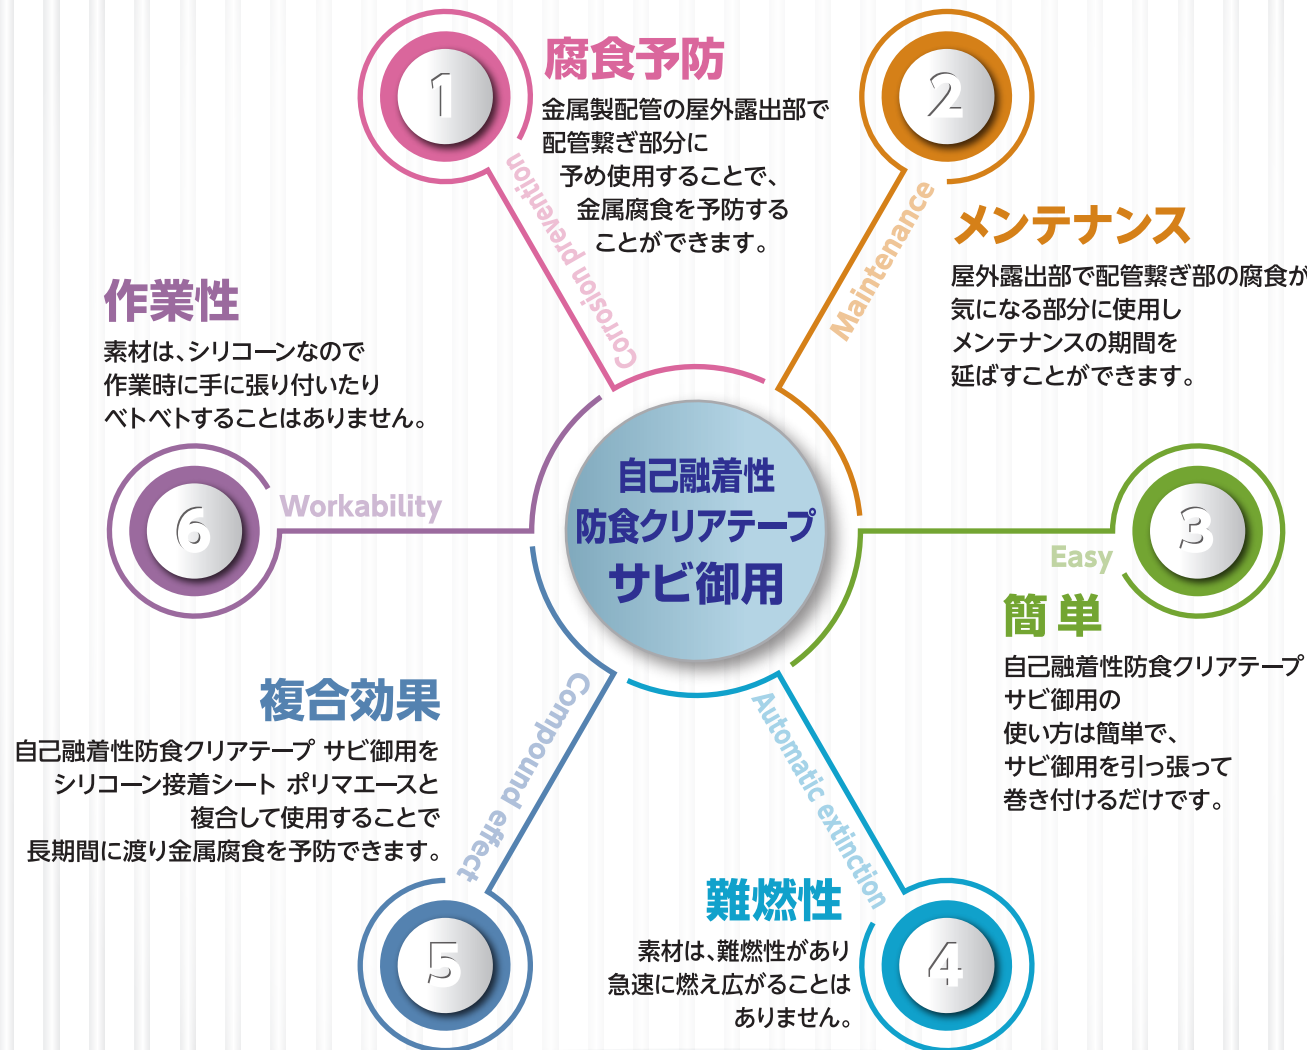 自己融着性
防食クリアテープ
サビ御用
1
腐食予防
Corrosion prevention
金属製配管の屋外露出部で
配管繋ぎ部分に
予め使用することで、
金属腐食を予防する
ことができます。
2
メンテナンス
Maintenance
屋外露出部で配管繋ぎ部の腐食が
気になる部分に使用し
メンテナンスの期間を
延ばすことができます。
3
Easy
簡単
自己融着性防食クリアテープ
サビ御用の
使い方は簡単で、
サビ御用を引っ張って
巻き付けるだけです。
4
Automatic extinction
難燃性
素材は、難燃性があり
急速に燃え広がることは
ありません。
5
Compound effect
複合効果
自己融着性防食クリアテープ サビ御用を
シリコーン接着シート ポリマエースと
複合して使用することで
長期間に渡り金属腐食を予防できます。
6
Workability
作業性
素材は、シリコーンなので
作業時に手に張り付いたり
ベトベトすることはありません。